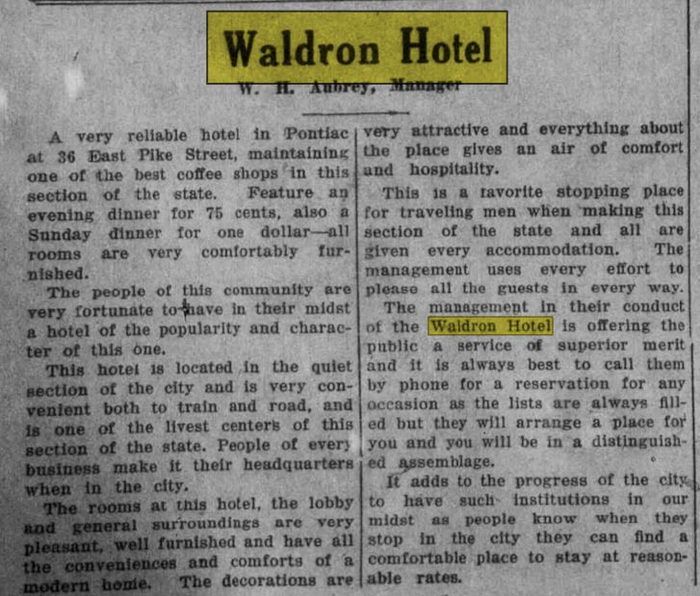 Waldron Hotel
W. H. Aubrey, Manager
A very reliable hotel in Pontiac
at 36 East Pike Street, maintaining
one of the best coffee shops in this
section of the state. Feature an
evening dinner for 75 cents, also a
Sunday dinner for one dollar—all
rooms are very comfortably fur-
nished.
The people of this community are
very fortunate to have in their midst
a hotel of the popularity and charac-
ter of this one.
This hotel is located in the quiet
section of the city and is very con-
venient both to train and road, and
is one of the livest centers of this
section of the state. People of every
business make it their headquarters
when in the city.
The rooms at this hotel, the lobby
and general surroundings are very
pleasant, well furnished and have all
the conveniences and comforts of a
modern home. The decorations are
very attractive and everything about
the place gives an air of comfort
and hospitality.
This is a favorite stopping place
for traveling men when making this
section of the state and all are
given every accommodation. The
management uses every effort to
please all the guests in every way.
The management in their conduct
of the Waldron Hotel is offering the
public a service of superior merit
and it is always best to call them
by phone for a reservation for any
occasion as the lists are always fill-
ed but they will arrange a place for
you and you will be in a distinguish-
ed assemblage.
It adds to the progress of the city
to have such institutions in our
midst as people know when they
stop in the city they can find a
comfortable place to stay at reason-
able rates.